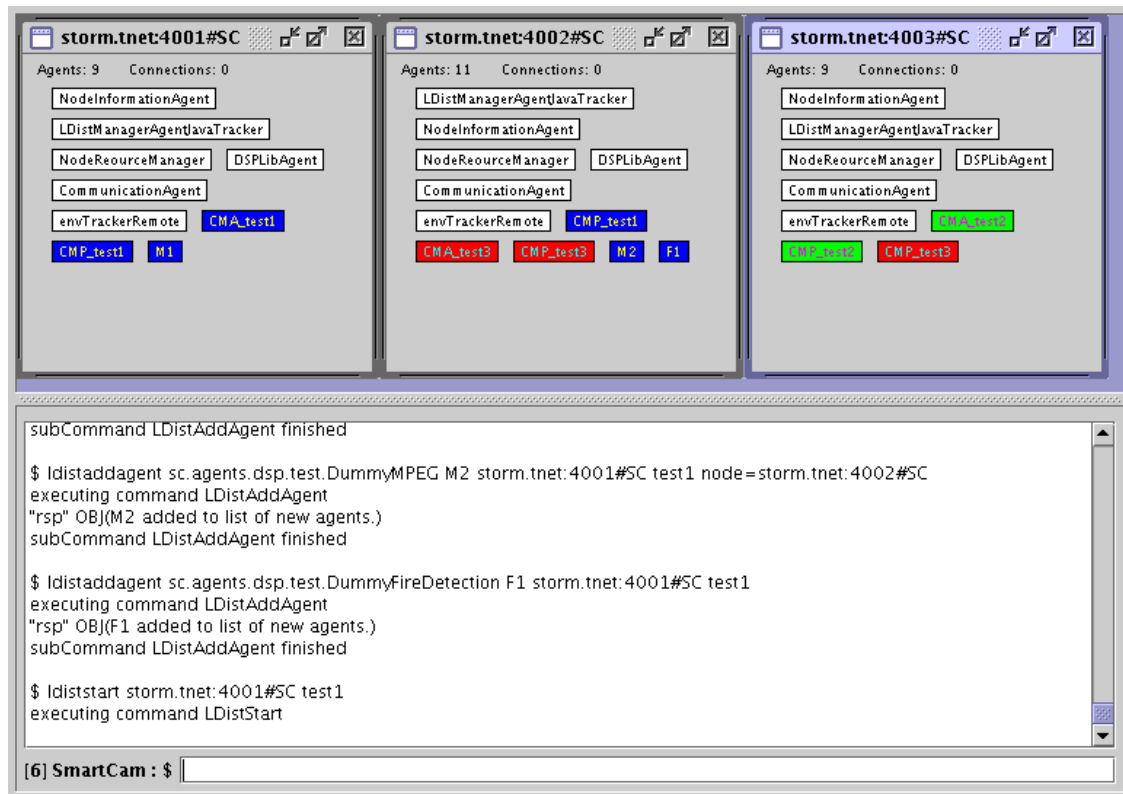 storm.tnet:4001#SC
Agents: 9 Connections: 0
NodeInformationAgent
LDistManagerAgentJavaTracker
NodeReourceManager DSPLibAgent
CommunicationAgent
envTrackerRemote CMA_test1
CMP_test1 M1
storm.tnet:4002#SC
Agents: 11 Connections: 0
LDistManagerAgentJavaTracker
NodeInformationAgent
NodeReourceManager DSPLibAgent
CommunicationAgent
envTrackerRemote CMP_test1
CMA_test3 CMP_test3 M2 F1
storm.tnet:4003#SC
Agents: 9 Connections: 0
NodeInformationAgent
LDistManagerAgentJavaTracker
NodeReourceManager DSPLibAgent
CommunicationAgent
envTrackerRemote CMA_test2
CMP_test2 CMP_test3
subCommand LDistAddAgent finished
$ ldistaddagent sc.agents.dsp.test.DummyMPEG M2 storm.tnet:4001#SC test1 node=storm.tnet:4002#SC
executing command LDistAddAgent
"rsp" OBJ(M2 added to list of new agents.)
subCommand LDistAddAgent finished
$ ldistaddagent sc.agents.dsp.test.DummyFireDetection F1 storm.tnet:4001#SC test1
executing command LDistAddAgent
"rsp" OBJ(F1 added to list of new agents.)
subCommand LDistAddAgent finished
$ ldiststart storm.tnet:4001#SC test1
executing command LDistStart
[6] SmartCam : $